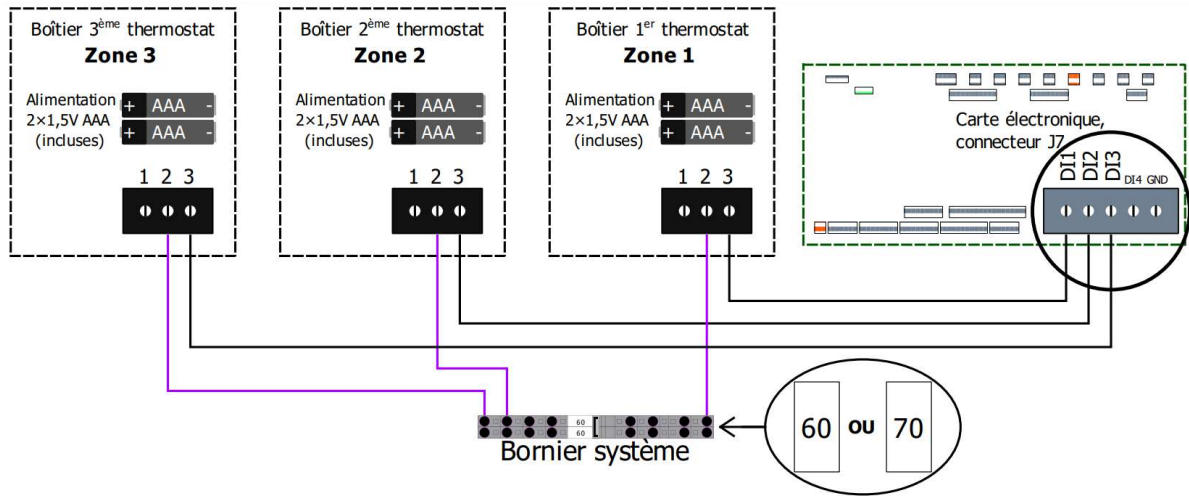 Boîtier 3ème thermostat
Zone 3
Alimentation
2×1,5V AAA
(incluses)
+ AAA -
+ AAA -
1 2 3
Boîtier 2ème thermostat
Zone 2
Alimentation
2×1,5V AAA
(incluses)
+ AAA -
+ AAA -
1 2 3
Boîtier 1er thermostat
Zone 1
Alimentation
2×1,5V AAA
(incluses)
+ AAA -
+ AAA -
1 2 3
Carte électronique,
connecteur J7
DI1 DI2 DI3 DI4 GND
60
60
Bornier système
60 OU 70